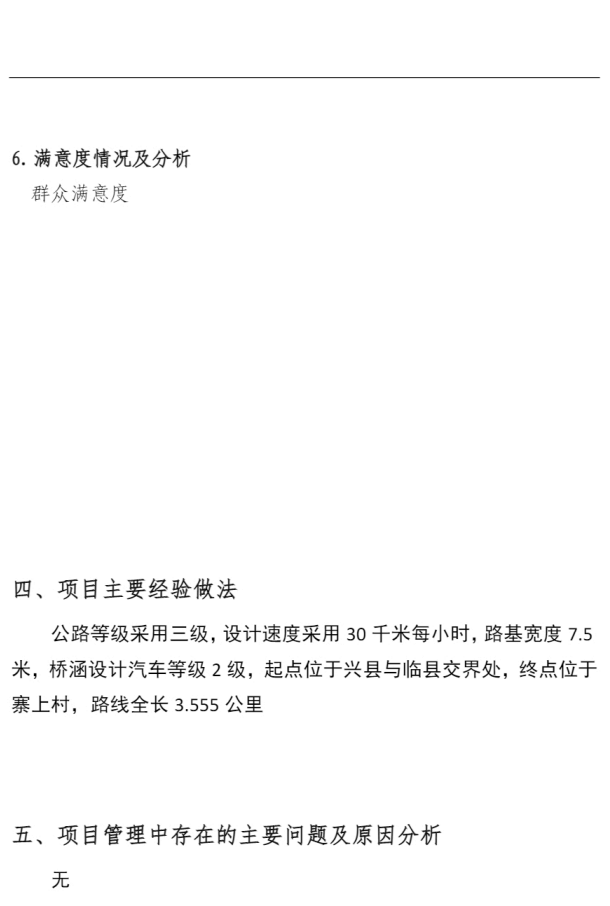 6. 满意度情况及分析
群众满意度
四、项目主要经验做法
公路等级采用三级，设计速度采用 30 千米每小时，路基宽度 7.5
米，桥涵设计汽车等级 2 级，起点位于兴县与临县交界处，终点位于
寨上村，路线全长 3.555 公里
五、项目管理中存在的主要问题及原因分析
无